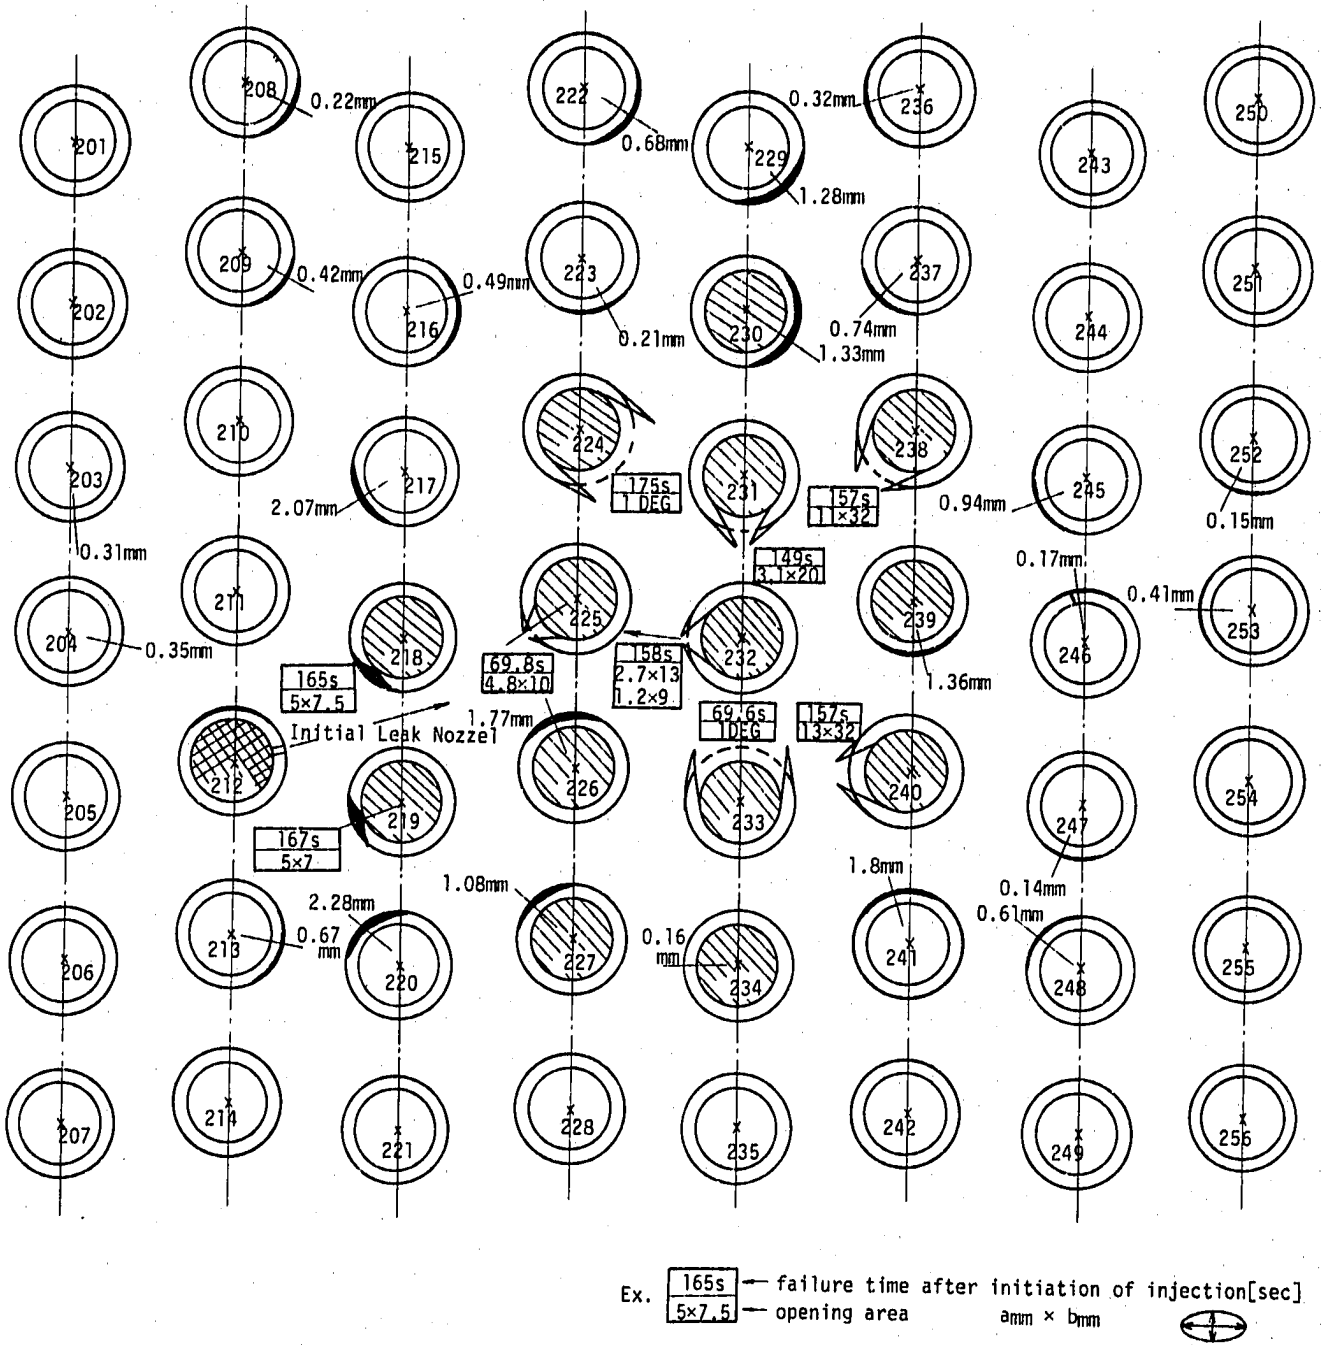 201
202
203
0.31mm
204
0.35mm
205
206
207
208
0.22mm
209
0.42mm
210
211
212
Initial Leak Nozzel
213
0.67
mm
214
215
216
0.49mm
217
2.07mm
218
165s
5×7.5
219
167s
5×7
220
2.28mm
221
222
0.68mm
223
0.21mm
224
175s
1 DEG
225
69.8s
4.8×10
226
1.77mm
227
1.08mm
228
229
1.28mm
230
1.33mm
231
149s
3.1×20
232
158s
2.7×13
1.2×9
233
69.6s
1DEG
234
0.16
mm
235
236
0.32mm
237
0.74mm
238
157s
11×32
239
1.36mm
240
157s
13×32
241
1.8mm
242
243
244
245
0.94mm
246
0.17mm
247
0.14mm
248
0.61mm
249
250
251
252
0.15mm
253
0.41mm
254
255
256
Ex.
165s ← failure time after initiation of injection[sec]
5×7.5 ← opening area amm × bmm